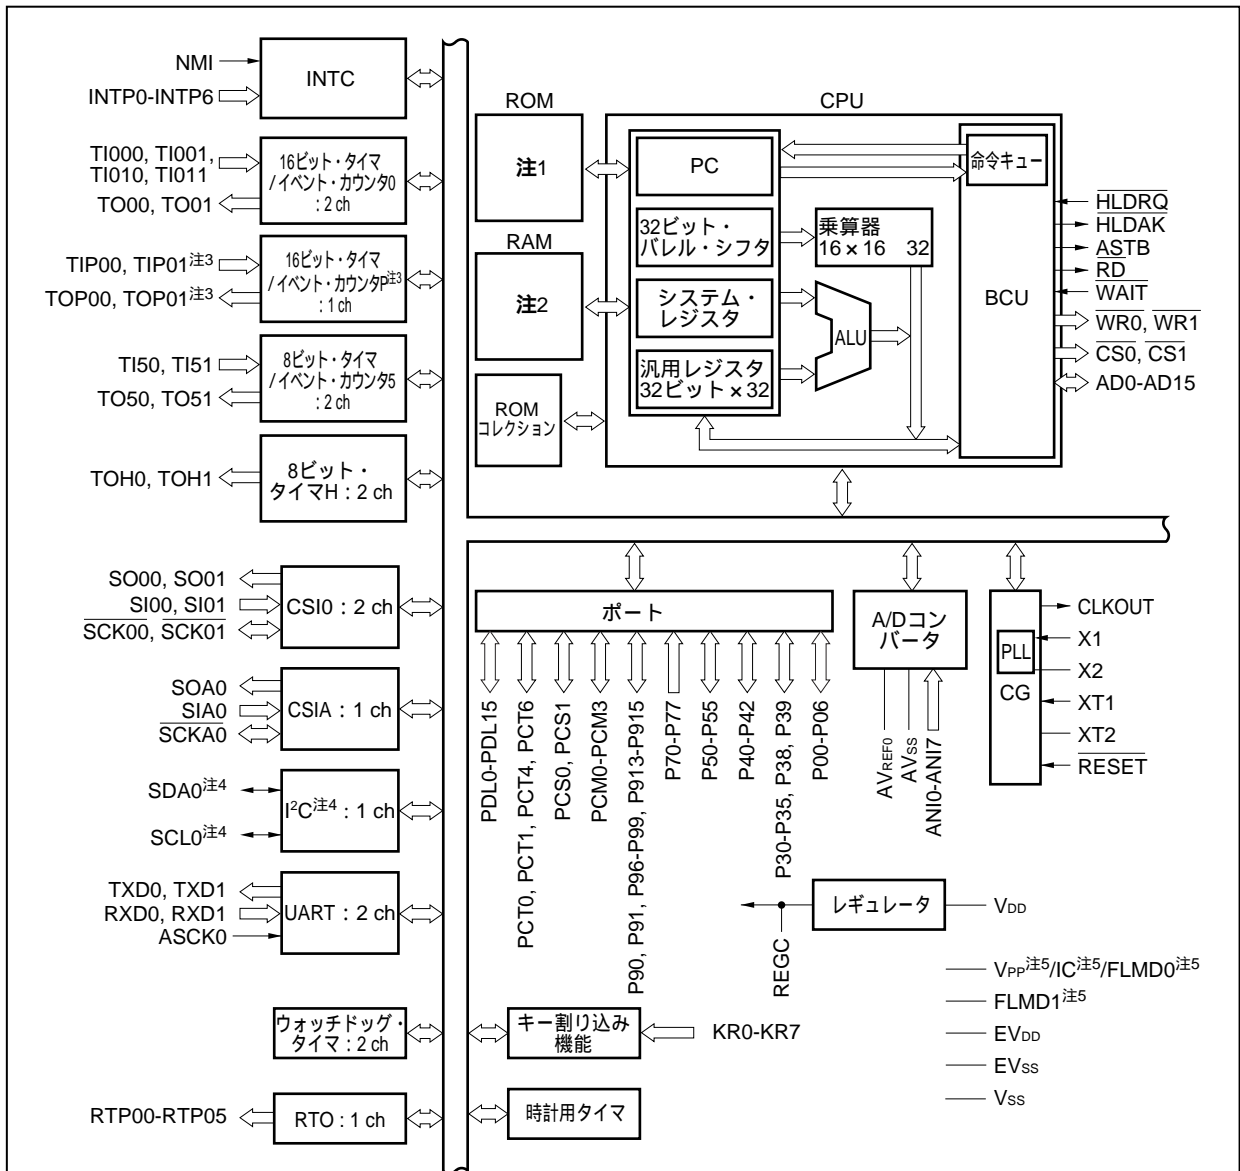 NMI
INTP0-INTP6
INTC
TI000, TI001,
TI010, TI011
TO00, TO01
16ビット・タイマ
/イベント・カウンタ0
: 2 ch
TIP00, TIP01注3
TOP00, TOP01注3
16ビット・タイマ
/イベント・カウンタP注3
: 1 ch
TI50, TI51
TO50, TO51
8ビット・タイマ
/イベント・カウンタ5
: 2 ch
TOH0, TOH1
8ビット・
タイマH : 2 ch
SO00, SO01
SI00, SI01
SCK00, SCK01
CSI0 : 2 ch
SOA0
SIA0
SCKA0
CSIA : 1 ch
SDA0注4
SCL0注4
I²C注4 : 1 ch
TXD0, TXD1
RXD0, RXD1
ASCK0
UART : 2 ch
ウォッチドッグ・
タイマ : 2 ch
RTP00-RTP05
RTO : 1 ch
ROM
注1
RAM
注2
ROM
コレクション
CPU
PC
32ビット・
バレル・シフタ
システム・
レジスタ
汎用レジスタ
32ビット×32
乗算器
16×16 32
ALU
命令キュー
BCU
HLDRQ
HLDAK
ASTB
RD
WAIT
WR0, WR1
CS0, CS1
AD0-AD15
ポート
PDL0-PDL15
PCT0, PCT1, PCT4, PCT6
PCS0, PCS1
PCM0-PCM3
P90, P91, P96-P99, P913-P915
P70-P77
P50-P55
P40-P42
P30-P35, P38, P39
P00-P06
A/Dコン
バータ
AVREF0
AVSS
ANI0-ANI7
PLL
CG
CLKOUT
X1
X2
XT1
XT2
RESET
レギュレータ
VDD
REGC
VPP注5/IC注5/FLMD0注5
FLMD1注5
EVDD
EVSS
VSS
キー割り込み
機能
KR0-KR7
時計用タイマ